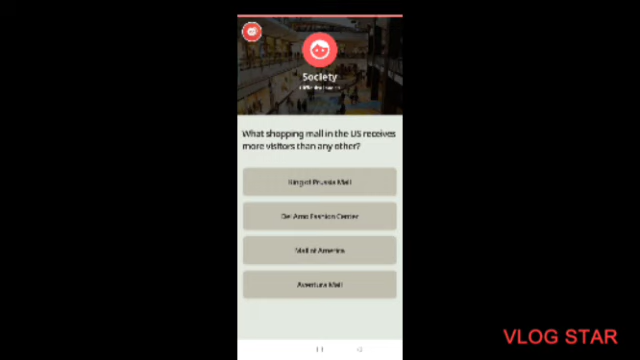 Society
What shopping mall in the US receives
more visitors than any other?
King of Prussia Mall
Del Amo Fashion Center
Mall of America
Aventura Mall
VLOG STAR